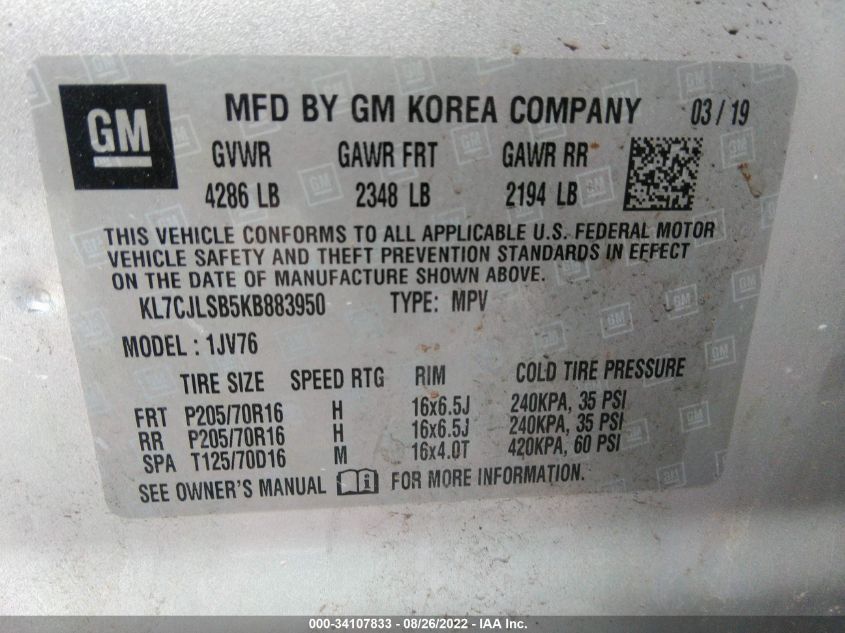 GM
MFD BY GM KOREA COMPANY 03/19
GVWR GAWR FRT GAWR RR
4286 LB 2348 LB 2194 LB
THIS VEHICLE CONFORMS TO ALL APPLICABLE U.S. FEDERAL MOTOR
VEHICLE SAFETY AND THEFT PREVENTION STANDARDS IN EFFECT
ON THE DATE OF MANUFACTURE SHOWN ABOVE.
KL7CJLSB5KB883950 TYPE: MPV
MODEL : 1JV76
TIRE SIZE SPEED RTG RIM COLD TIRE PRESSURE
FRT P205/70R16 H 16x6.5J 240KPA, 35 PSI
RR P205/70R16 H 16x6.5J 240KPA, 35 PSI
SPA T125/70D16 M 16x4.0T 420KPA, 60 PSI
SEE OWNER'S MANUAL i FOR MORE INFORMATION.
000-34107833 - 08/26/2022 - IAA Inc.